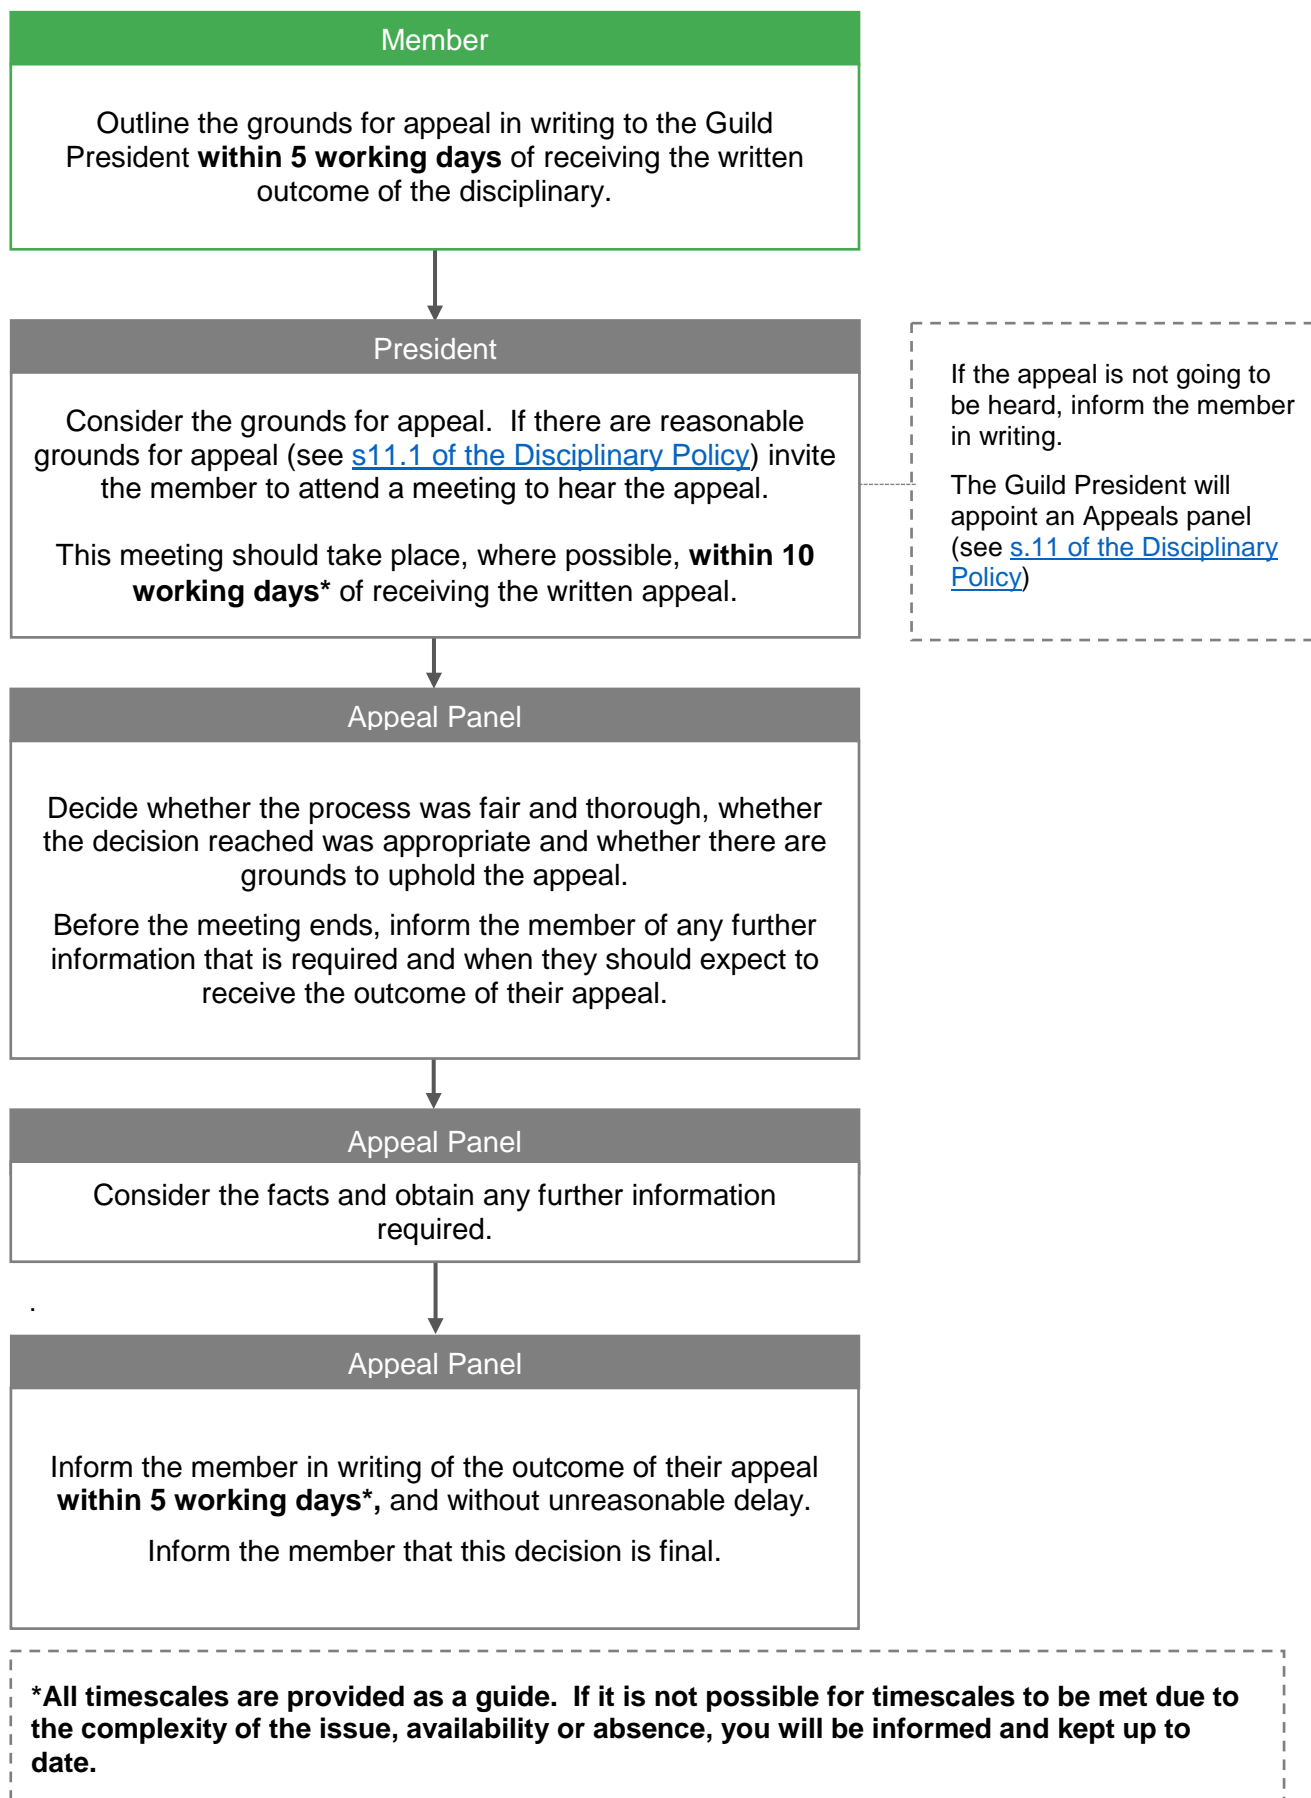 Member
Outline the grounds for appeal in writing to the Guild
President within 5 working days of receiving the written
outcome of the disciplinary.
President
Consider the grounds for appeal.  If there are reasonable
grounds for appeal (see s11.1 of the Disciplinary Policy) invite
the member to attend a meeting to hear the appeal.
This meeting should take place, where possible, within 10
working days* of receiving the written appeal.
If the appeal is not going to
be heard, inform the member
in writing.
The Guild President will
appoint an Appeals panel
(see s.11 of the Disciplinary
Policy)
Appeal Panel
Decide whether the process was fair and thorough, whether
the decision reached was appropriate and whether there are
grounds to uphold the appeal.
Before the meeting ends, inform the member of any further
information that is required and when they should expect to
receive the outcome of their appeal.
Appeal Panel
Consider the facts and obtain any further information
required.
.
Appeal Panel
Inform the member in writing of the outcome of their appeal
within 5 working days*, and without unreasonable delay.
Inform the member that this decision is final.
*All timescales are provided as a guide.  If it is not possible for timescales to be met due to
the complexity of the issue, availability or absence, you will be informed and kept up to
date.